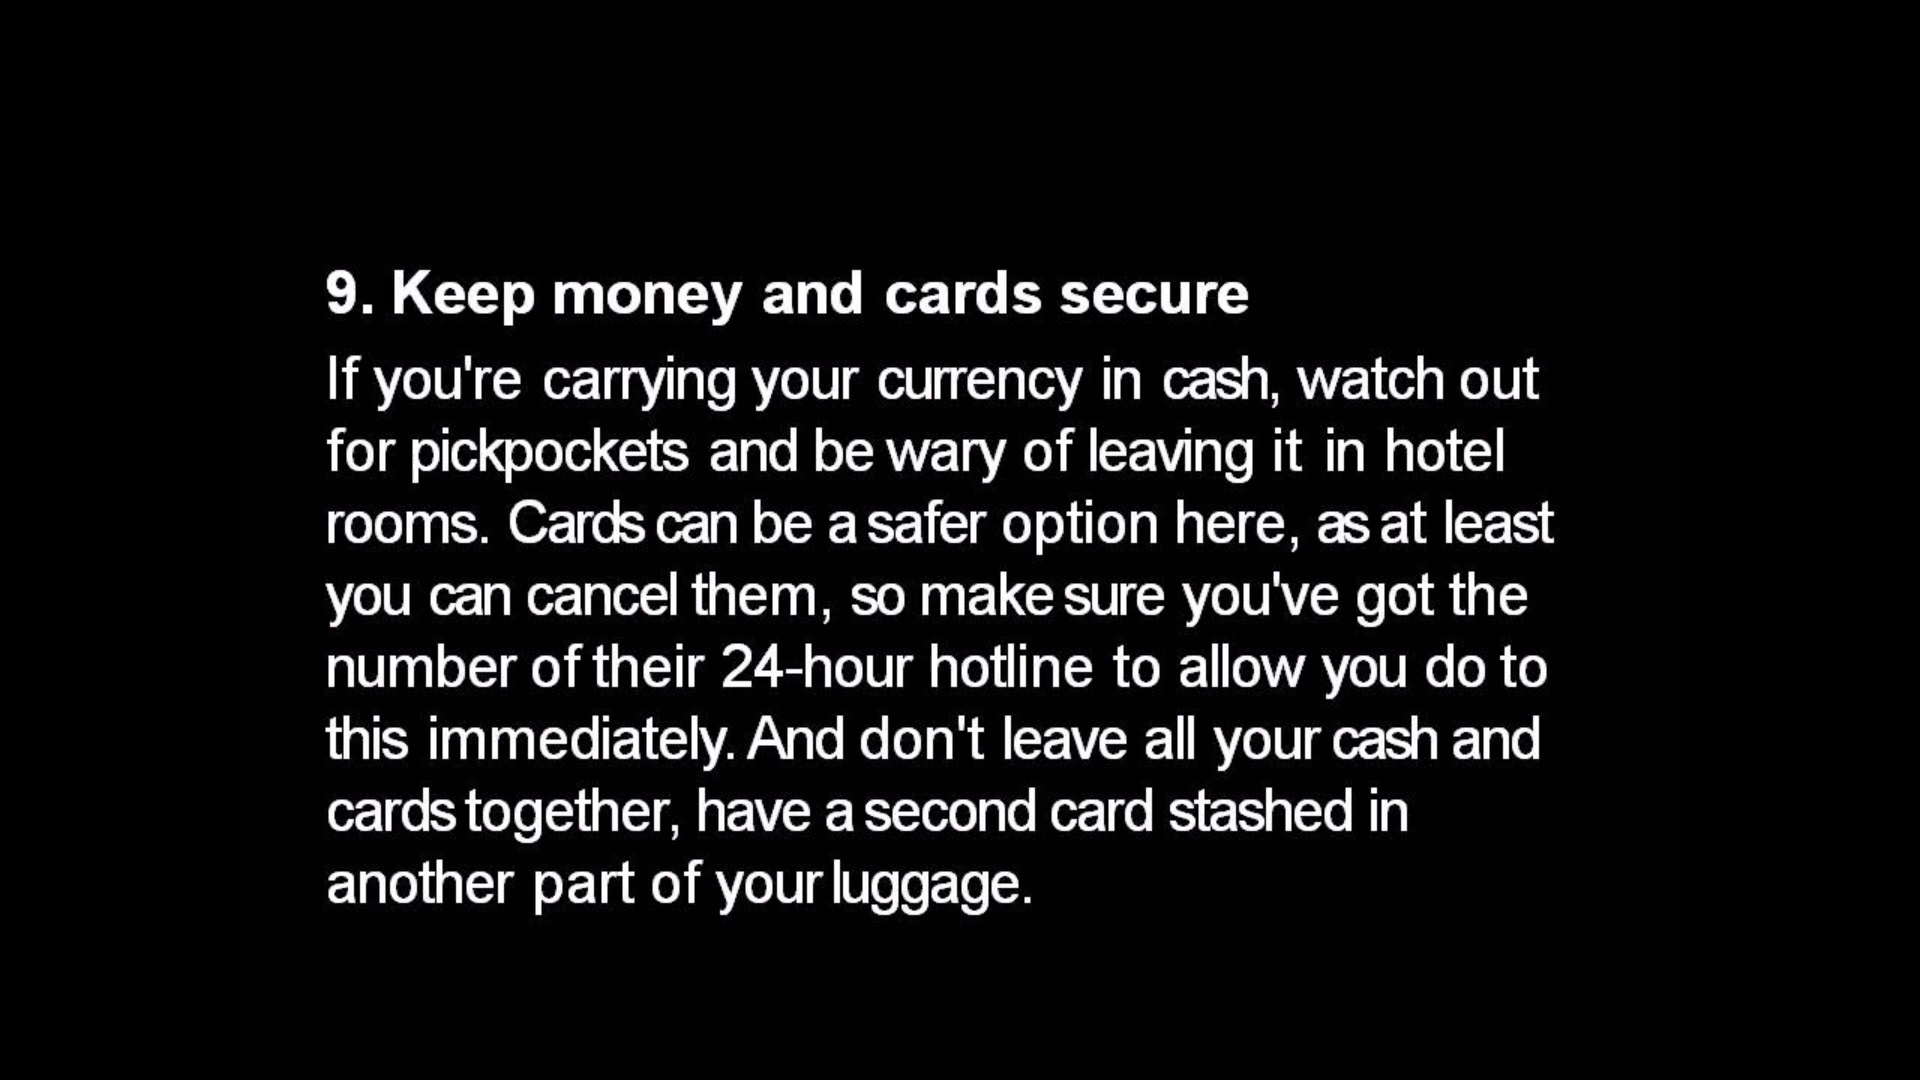 9. Keep money and cards secure
If you're carrying your currency in cash, watch out
for pickpockets and be wary of leaving it in hotel
rooms. Cards can be a safer option here, as at least
you can cancel them, so make sure you've got the
number of their 24-hour hotline to allow you do to
this immediately. And don't leave all your cash and
cards together, have a second card stashed in
another part of your luggage.